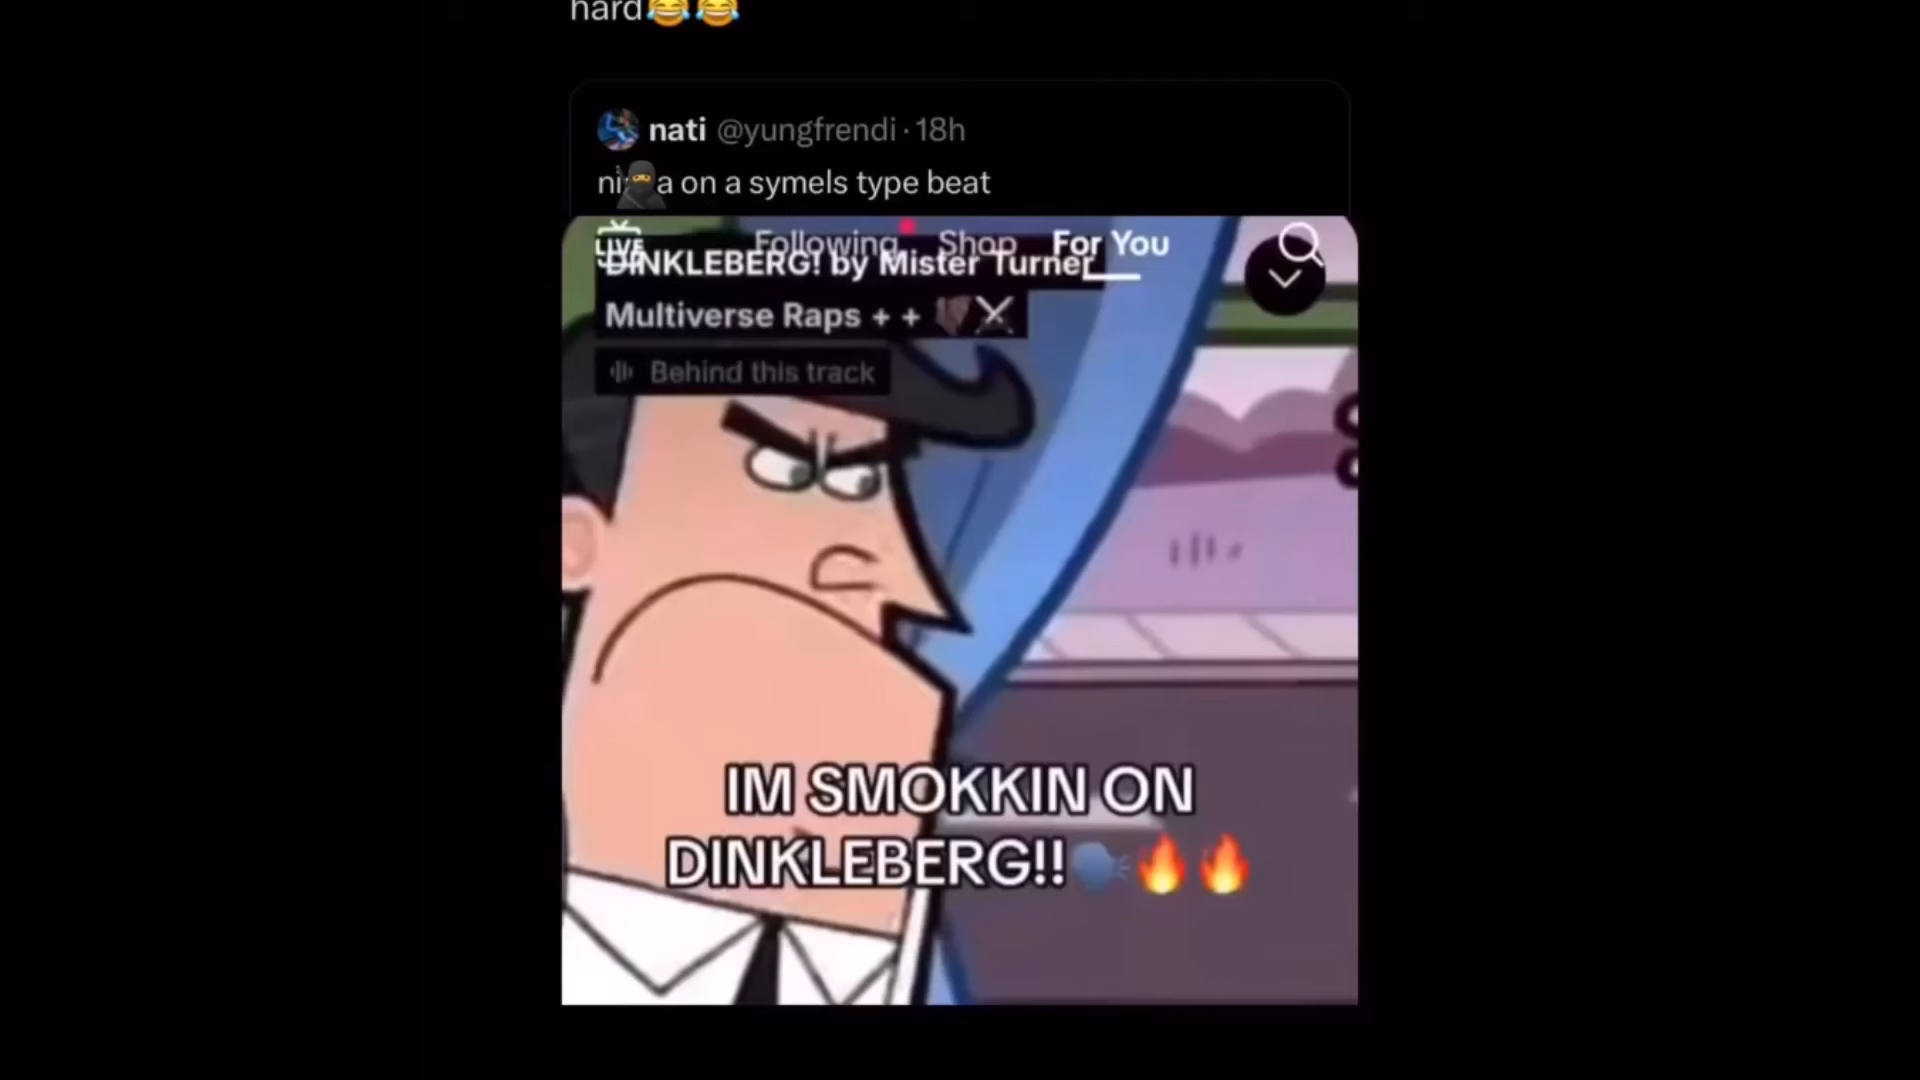 hard😂😂
nati @yungfrendi · 18h
ni🥷a on a symels type beat
LIVE Following Shop For You
DINKLEBERG! by Mister Turner
Multiverse Raps + +
Behind this track
IM SMOKKIN ON
DINKLEBERG!!🗣️🔥🔥